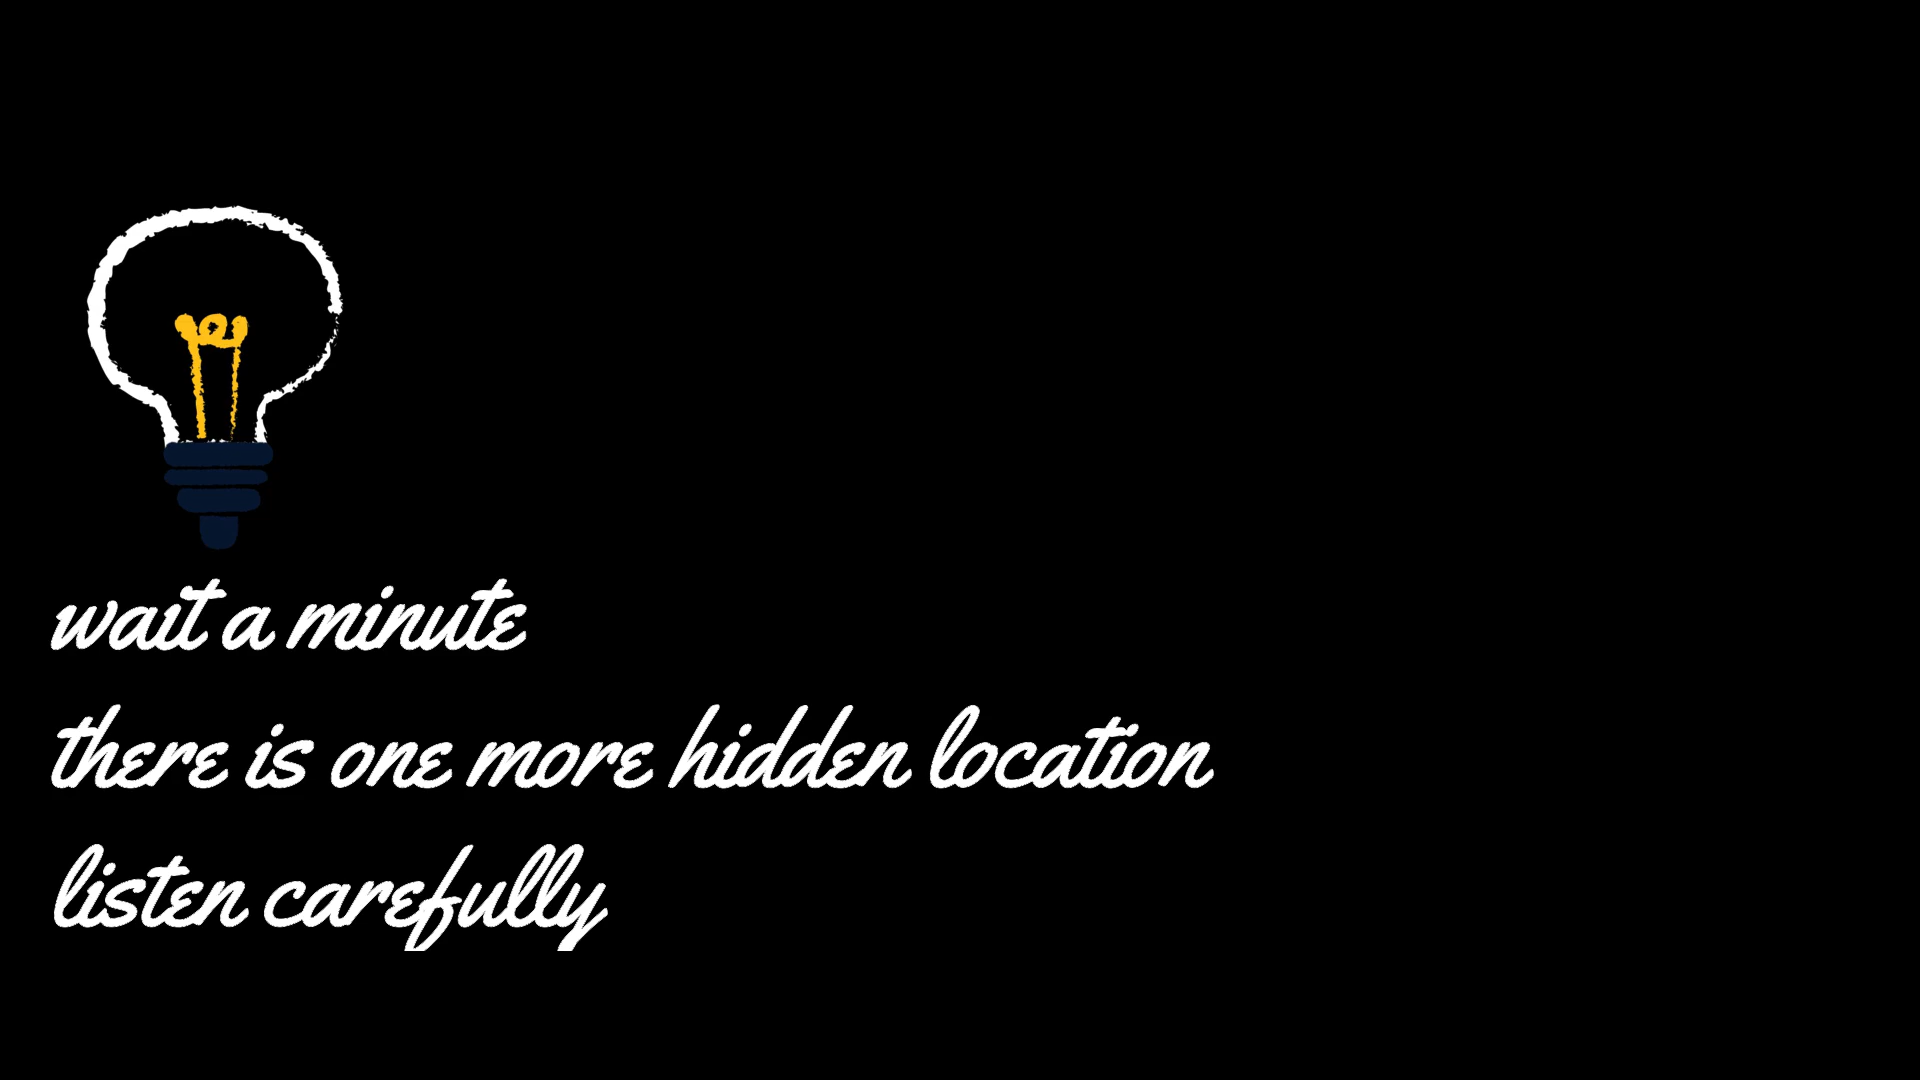 wait a minute
there is one more hidden location
listen carefully